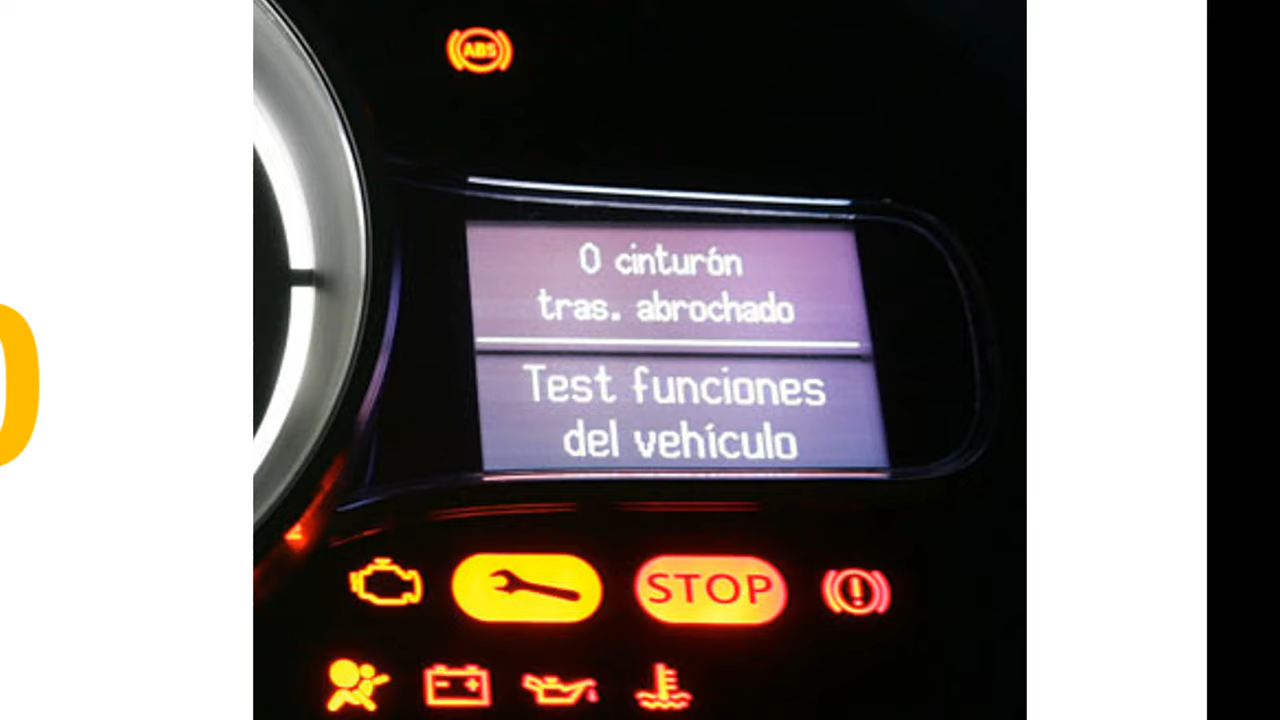 ABS
0 cinturón
tras. abrochado
Test funciones
del vehículo
STOP